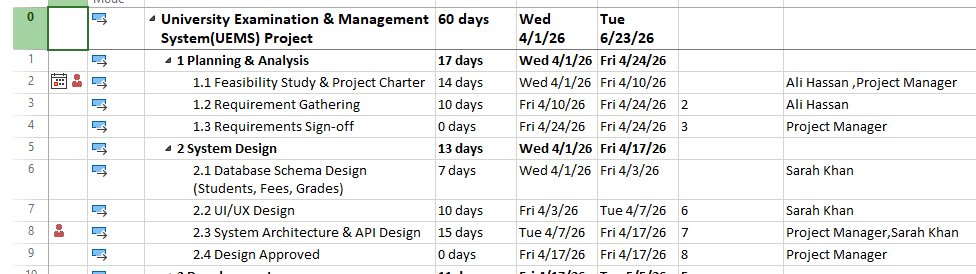 Mode
0 University Examination & Management System(UEMS) Project 60 days Wed 4/1/26 Tue 6/23/26
1 1 Planning & Analysis 17 days Wed 4/1/26 Fri 4/24/26
2 1.1 Feasibility Study & Project Charter 14 days Wed 4/1/26 Fri 4/10/26 Ali Hassan ,Project Manager
3 1.2 Requirement Gathering 10 days Fri 4/10/26 Fri 4/24/26 2 Ali Hassan
4 1.3 Requirements Sign-off 0 days Fri 4/24/26 Fri 4/24/26 3 Project Manager
5 2 System Design 13 days Wed 4/1/26 Fri 4/17/26
6 2.1 Database Schema Design (Students, Fees, Grades) 7 days Wed 4/1/26 Fri 4/3/26 Sarah Khan
7 2.2 UI/UX Design 10 days Fri 4/3/26 Tue 4/7/26 6 Sarah Khan
8 2.3 System Architecture & API Design 15 days Tue 4/7/26 Fri 4/17/26 7 Project Manager,Sarah Khan
9 2.4 Design Approved 0 days Fri 4/17/26 Fri 4/17/26 8 Project Manager